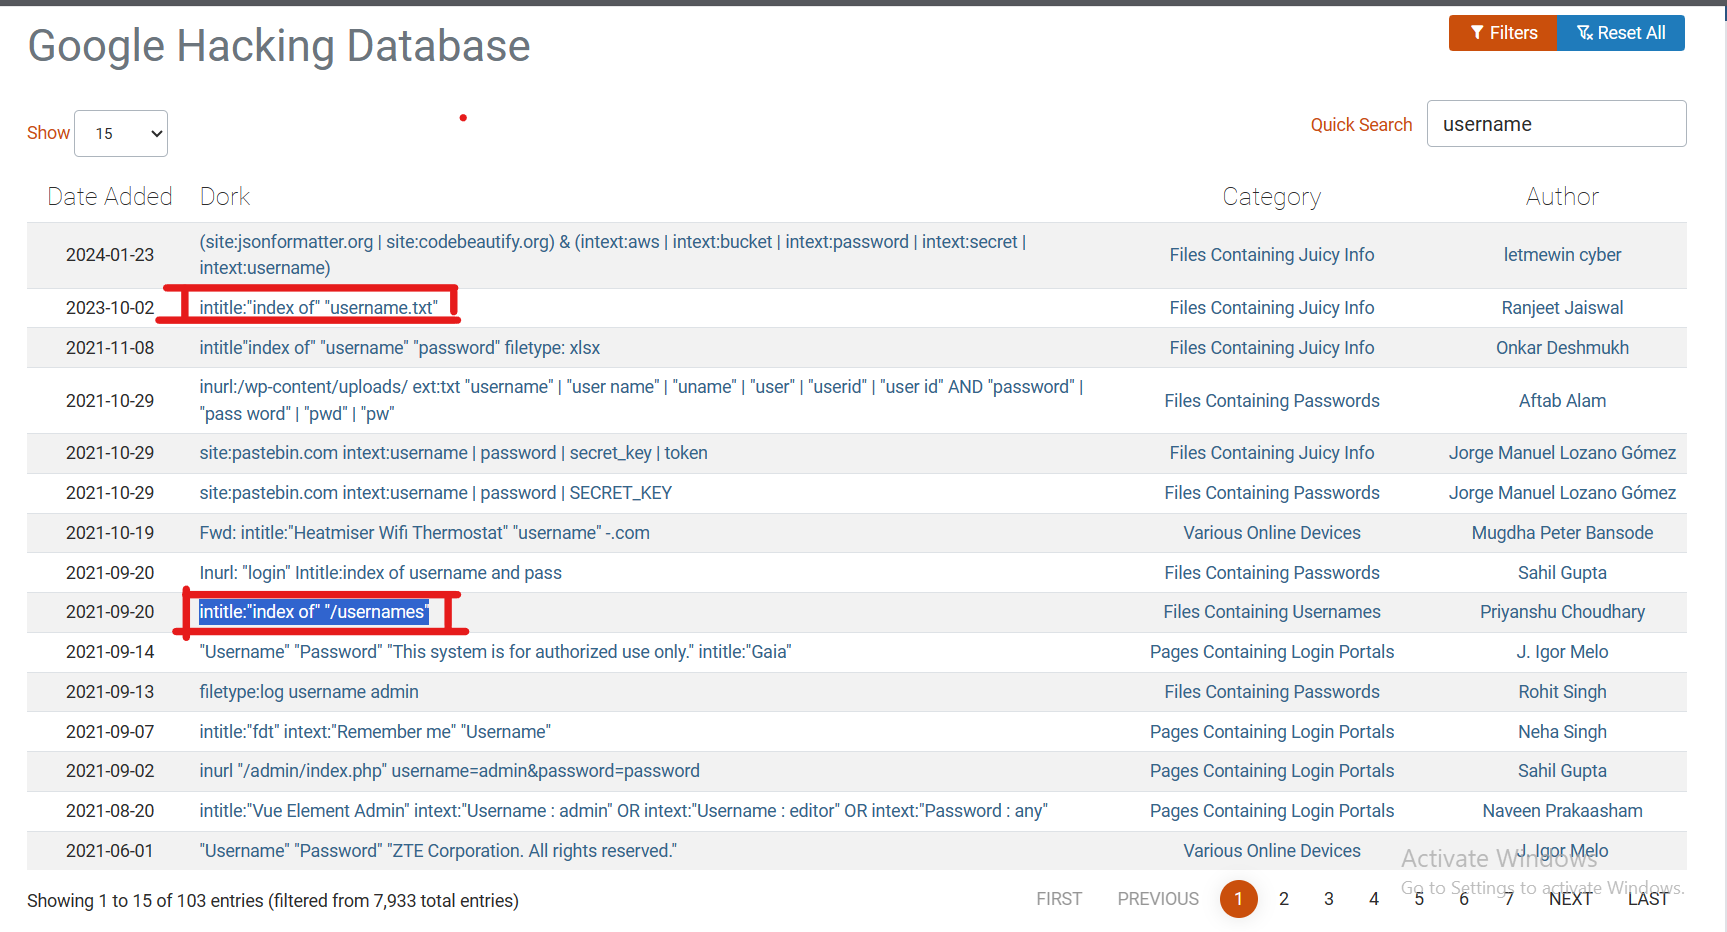 Google Hacking Database
Filters
Reset All
Show 15
Quick Search username
Date Added Dork Category Author
2024-01-23 (site:jsonformatter.org | site:codebeautify.org) & (intext:aws | intext:bucket | intext:password | intext:secret |
intext:username) Files Containing Juicy Info letmewin cyber
2023-10-02 intitle:"index of" "username.txt" Files Containing Juicy Info Ranjeet Jaiswal
2021-11-08 intitle"index of" "username" "password" filetype: xlsx Files Containing Juicy Info Onkar Deshmukh
2021-10-29 inurl:/wp-content/uploads/ ext:txt "username" | "user name" | "uname" | "user" | "userid" | "user id" AND "password" |
"pass word" | "pwd" | "pw" Files Containing Passwords Aftab Alam
2021-10-29 site:pastebin.com intext:username | password | secret_key | token Files Containing Juicy Info Jorge Manuel Lozano Gómez
2021-10-29 site:pastebin.com intext:username | password | SECRET_KEY Files Containing Passwords Jorge Manuel Lozano Gómez
2021-10-19 Fwd: intitle:"Heatmiser Wifi Thermostat" "username" -.com Various Online Devices Mugdha Peter Bansode
2021-09-20 Inurl: "login" Intitle:index of username and pass Files Containing Passwords Sahil Gupta
2021-09-20 intitle:"index of" "/usernames" Files Containing Usernames Priyanshu Choudhary
2021-09-14 "Username" "Password" "This system is for authorized use only." intitle:"Gaia" Pages Containing Login Portals J. Igor Melo
2021-09-13 filetype:log username admin Files Containing Passwords Rohit Singh
2021-09-07 intitle:"fdt" intext:"Remember me" "Username" Pages Containing Login Portals Neha Singh
2021-09-02 inurl "/admin/index.php" username=admin&password=password Pages Containing Login Portals Sahil Gupta
2021-08-20 intitle:"Vue Element Admin" intext:"Username : admin" OR intext:"Username : editor" OR intext:"Password : any" Pages Containing Login Portals Naveen Prakaasham
2021-06-01 "Username" "Password" "ZTE Corporation. All rights reserved." Various Online Devices J. Igor Melo
Activate Windows
Go to Settings to activate Windows.
Showing 1 to 15 of 103 entries (filtered from 7,933 total entries)
FIRST PREVIOUS 1 2 3 4 5 6 7 NEXT LAST